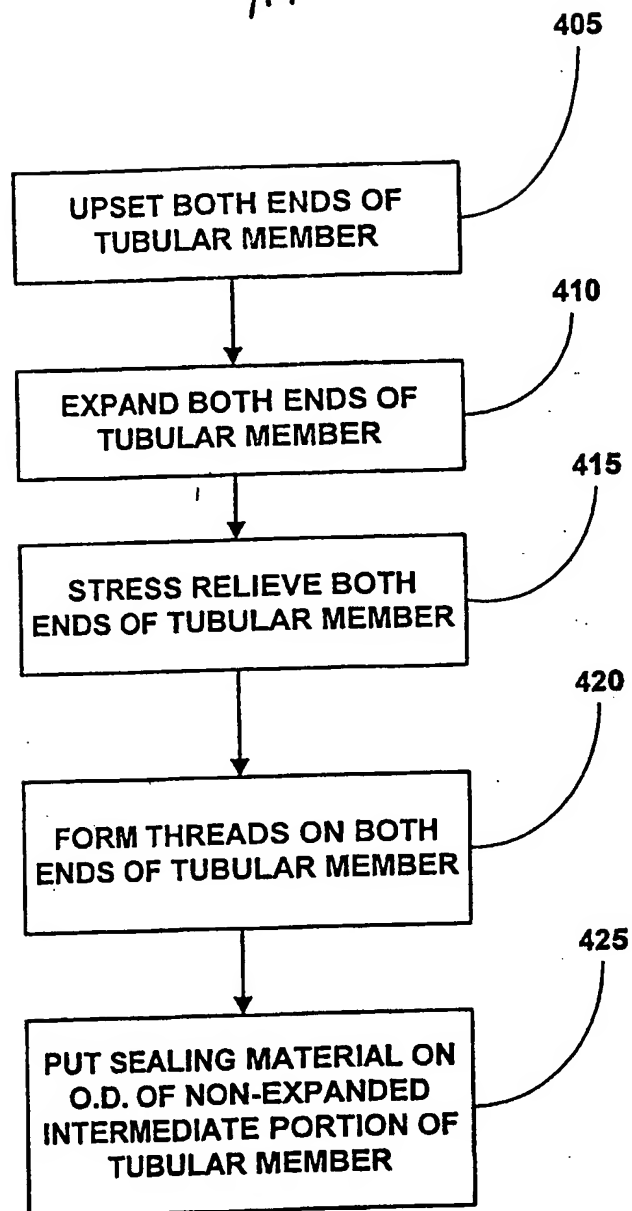 405
UPSET BOTH ENDS OF
TUBULAR MEMBER
410
EXPAND BOTH ENDS OF
TUBULAR MEMBER
415
STRESS RELIEVE BOTH
ENDS OF TUBULAR MEMBER
420
FORM THREADS ON BOTH
ENDS OF TUBULAR MEMBER
425
PUT SEALING MATERIAL ON
O.D. OF NON-EXPANDED
INTERMEDIATE PORTION OF
TUBULAR MEMBER